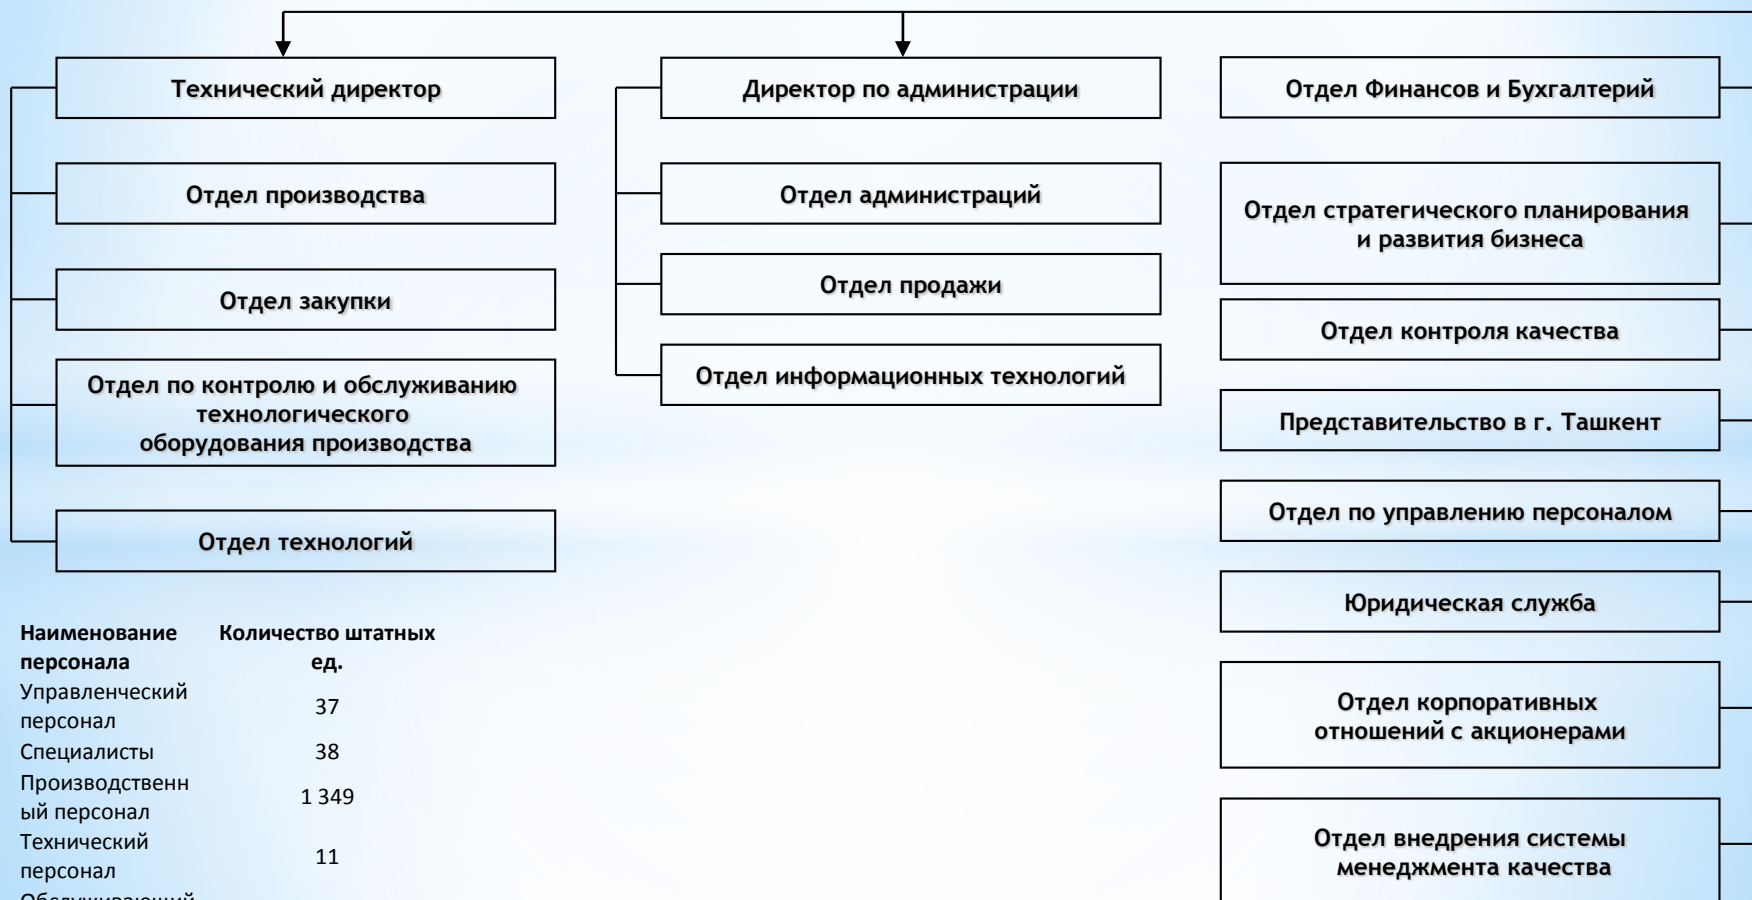 Технический директор
Отдел производства
Отдел закупки
Отдел по контролю и обслуживанию
технологического
оборудования производства
Отдел технологий
Директор по администрации
Отдел администраций
Отдел продажи
Отдел информационных технологий
Отдел Финансов и Бухгалтерий
Отдел стратегического планирования
и развития бизнеса
Отдел контроля качества
Представительство в г. Ташкент
Отдел по управлению персоналом
Юридическая служба
Отдел корпоративных
отношений с акционерами
Отдел внедрения системы
менеджмента качества
Наименование Количество штатных
персонала ед.
Управленческий
персонал 37
Специалисты 38
Производственн
ый персонал 1 349
Технический
персонал 11